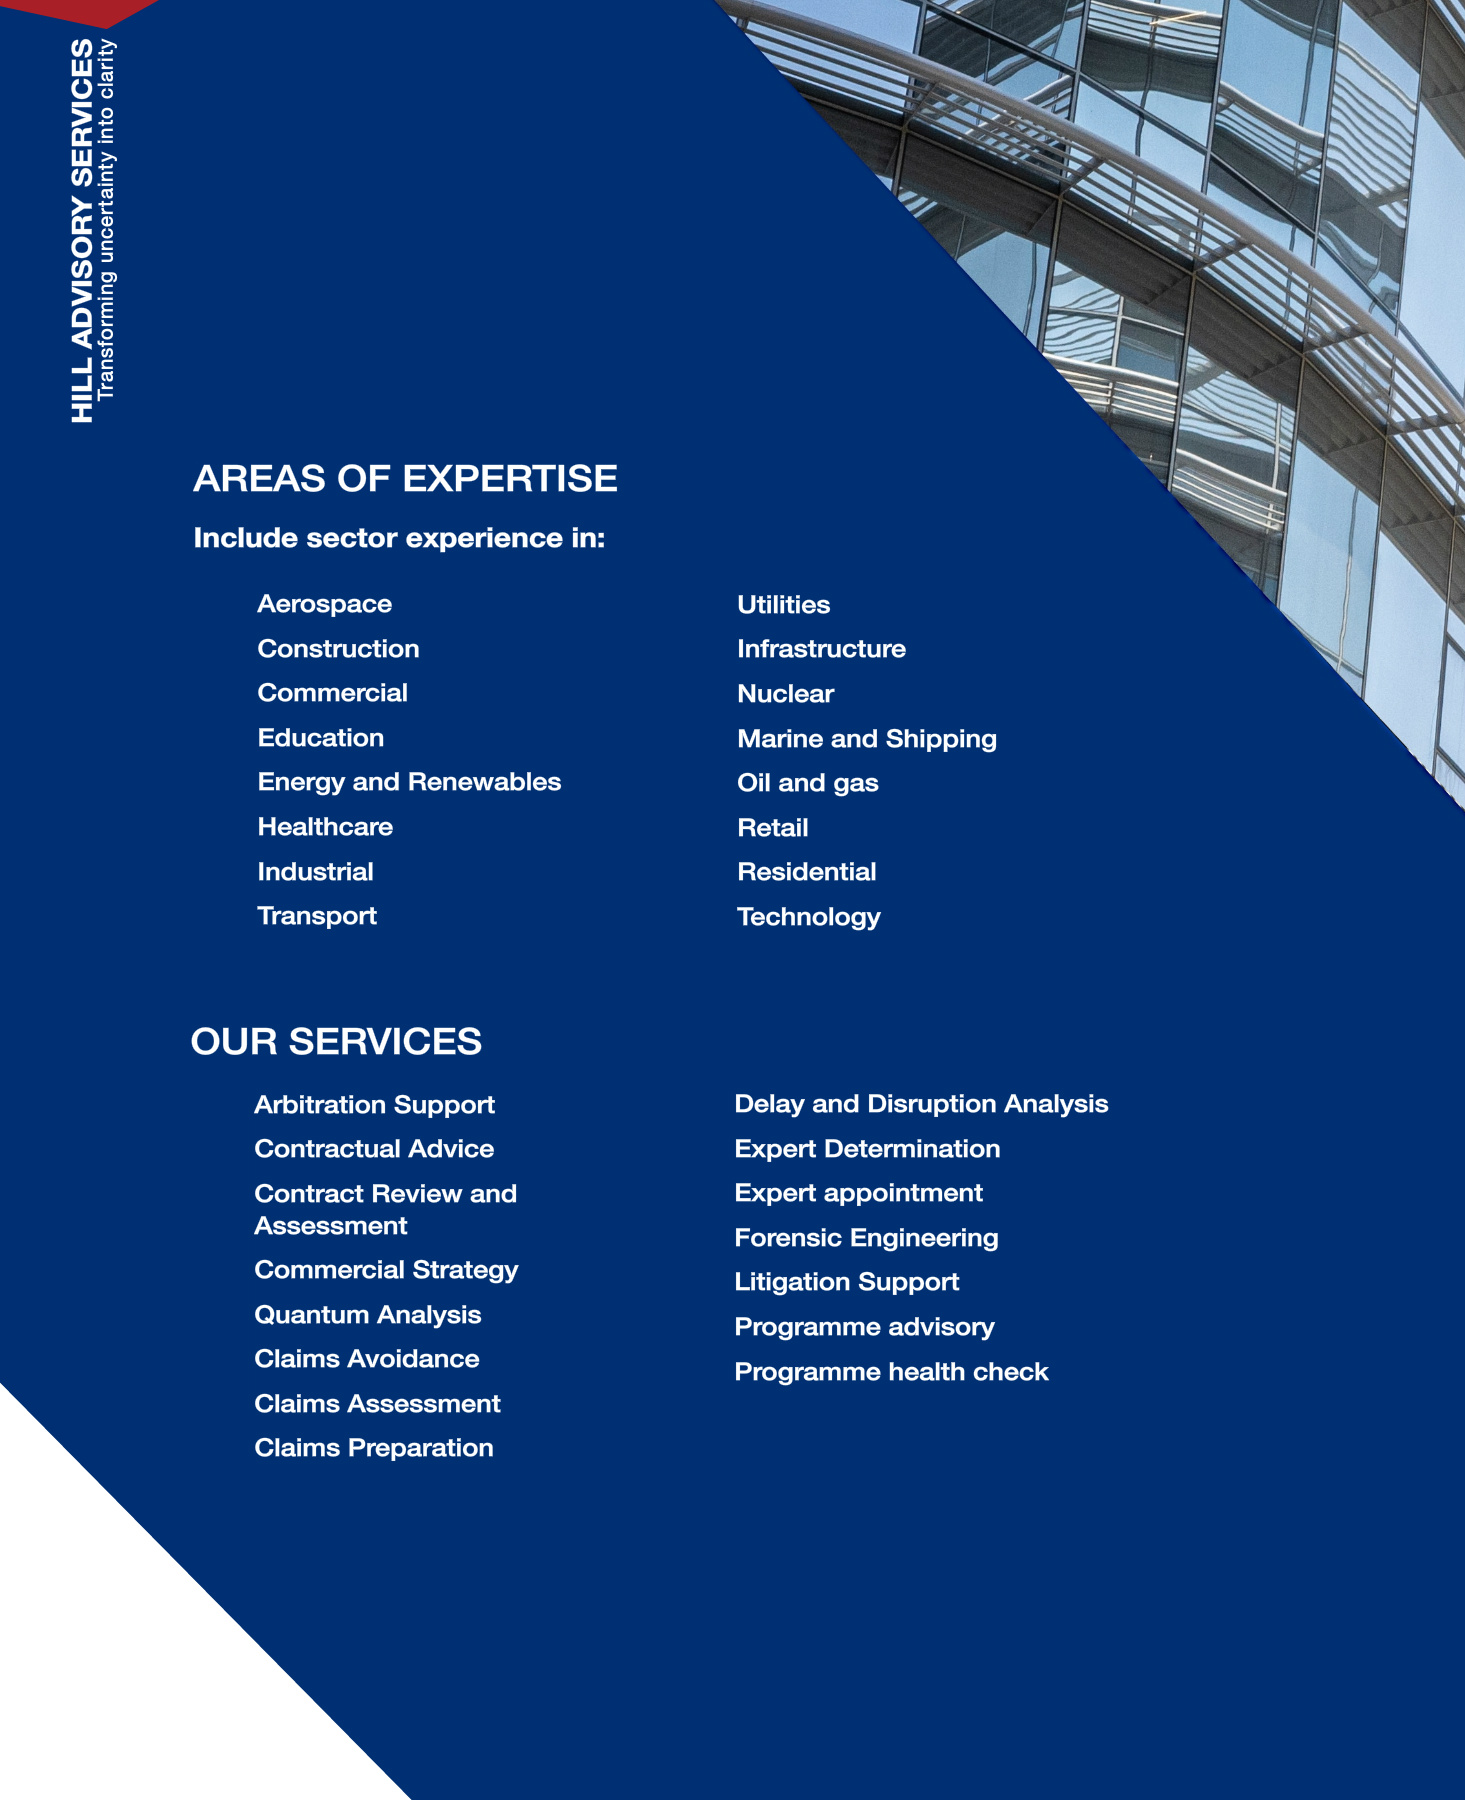 HILL ADVISORY SERVICES
Transforming uncertainty into clarity
AREAS OF EXPERTISE
Include sector experience in:
Aerospace
Construction
Commercial
Education
Energy and Renewables
Healthcare
Industrial
Transport
Utilities
Infrastructure
Nuclear
Marine and Shipping
Oil and gas
Retail
Residential
Technology
OUR SERVICES
Arbitration Support
Contractual Advice
Contract Review and
Assessment
Commercial Strategy
Quantum Analysis
Claims Avoidance
Claims Assessment
Claims Preparation
Delay and Disruption Analysis
Expert Determination
Expert appointment
Forensic Engineering
Litigation Support
Programme advisory
Programme health check